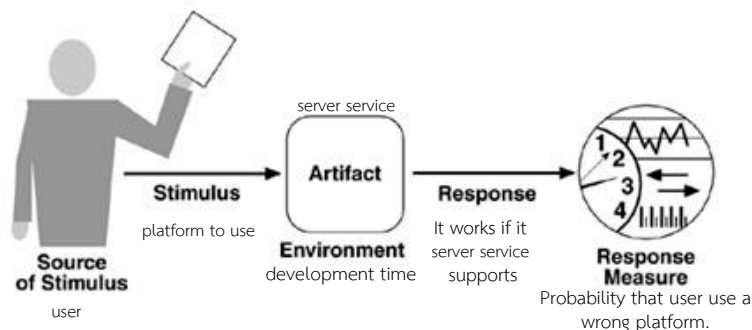 server service
Artifact
Stimulus
platform to use
Response
It works if it
server service
supports
Environment
development time
Source
of Stimulus
user
1
2
3
4
Response
Measure
Probability that user use a
wrong platform.